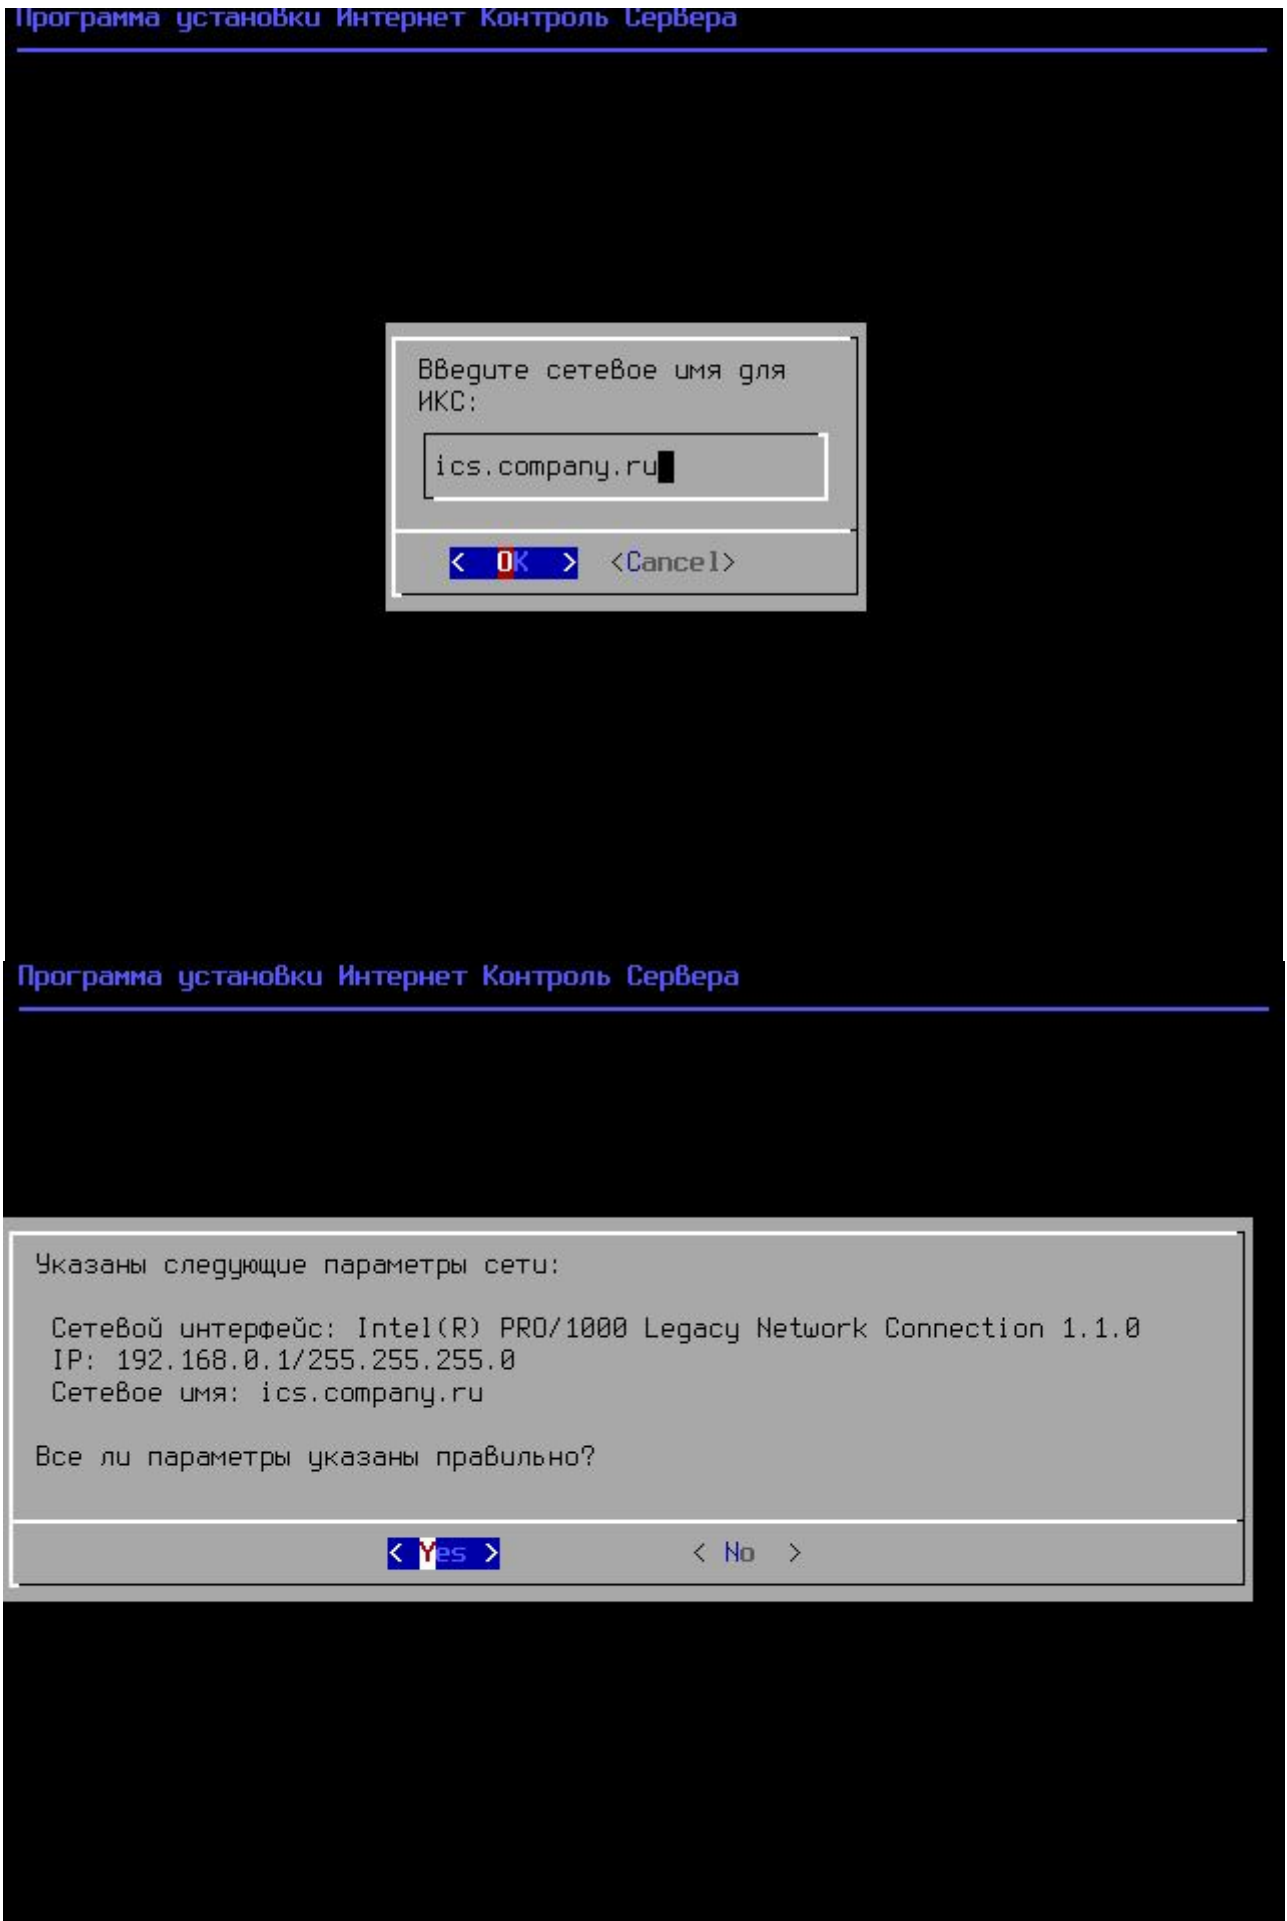 Программа установки Интернет Контроль Сервера
Введите сетевое имя для
ИКС:
ics.company.ru
< OK > <Cancel>
Программа установки Интернет Контроль Сервера
Указаны следующие параметры сети:
Сетевой интерфейс: Intel(R) PRO/1000 Legacy Network Connection 1.1.0
IP: 192.168.0.1/255.255.255.0
Сетевое имя: ics.company.ru
Все ли параметры указаны правильно?
< Yes > < No >